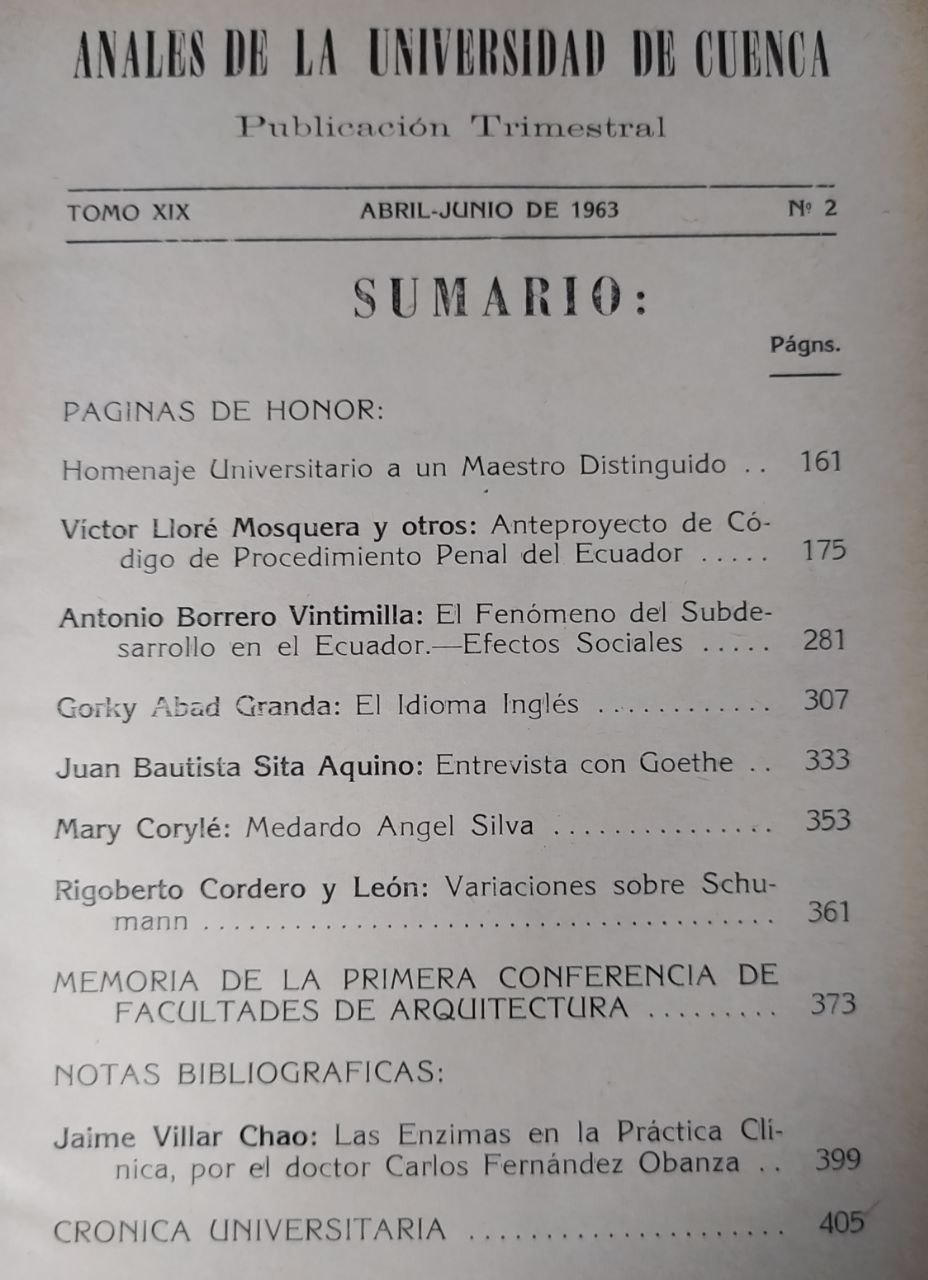 ANALES DE LA UNIVERSIDAD DE CUENCA
Publicación Trimestral
TOMO XIX ABRIL-JUNIO DE 1963 Nº 2
SUMARIO:
Págns.
PAGINAS DE HONOR:
Homenaje Universitario a un Maestro Distinguido .. 161
Víctor Lloré Mosquera y otros: Anteproyecto de Có-
digo de Procedimiento Penal del Ecuador ..... 175
Antonio Borrero Vintimilla: El Fenómeno del Subde-
sarrollo en el Ecuador.—Efectos Sociales ..... 281
Gorky Abad Granda: El Idioma Inglés ............ 307
Juan Bautista Sita Aquino: Entrevista con Goethe .. 333
Mary Corylé: Medardo Angel Silva ............... 353
Rigoberto Cordero y León: Variaciones sobre Schu-
mann ...................................... 361
MEMORIA DE LA PRIMERA CONFERENCIA DE
FACULTADES DE ARQUITECTURA ......... 373
NOTAS BIBLIOGRAFICAS:
Jaime Villar Chao: Las Enzimas en la Práctica Clí-
nica, por el doctor Carlos Fernández Obanza .. 399
CRONICA UNIVERSITARIA ..................... 405